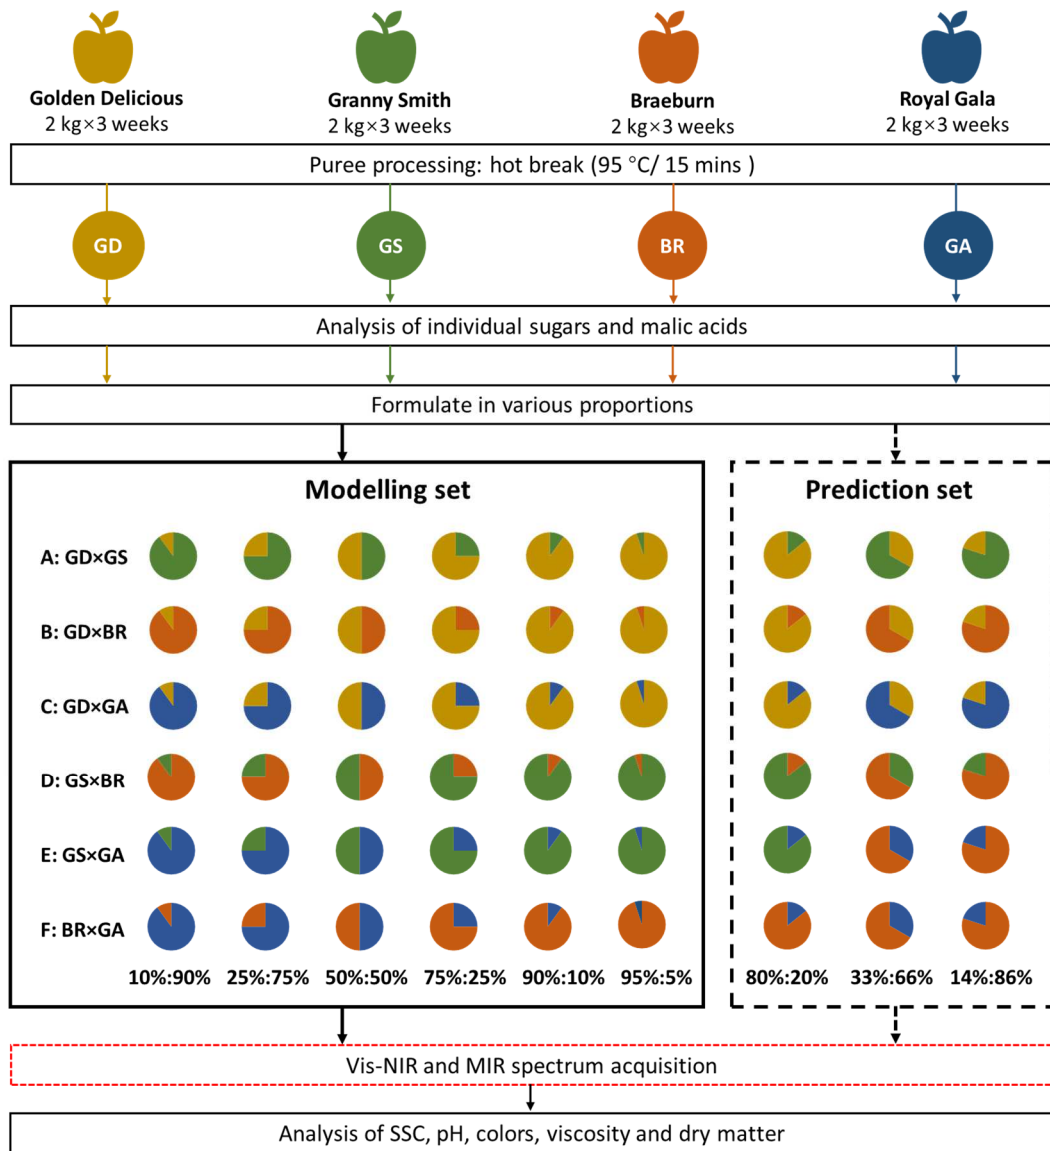 Golden Delicious
2 kg×3 weeks
Granny Smith
2 kg×3 weeks
Braeburn
2 kg×3 weeks
Royal Gala
2 kg×3 weeks
Puree processing: hot break (95 °C/ 15 mins )
GD
GS
BR
GA
Analysis of individual sugars and malic acids
Formulate in various proportions
Modelling set
A: GD×GS
B: GD×BR
C: GD×GA
D: GS×BR
E: GS×GA
F: BR×GA
10%:90%
25%:75%
50%:50%
75%:25%
90%:10%
95%:5%
Prediction set
80%:20%
33%:66%
14%:86%
Vis-NIR and MIR spectrum acquisition
Analysis of SSC, pH, colors, viscosity and dry matter